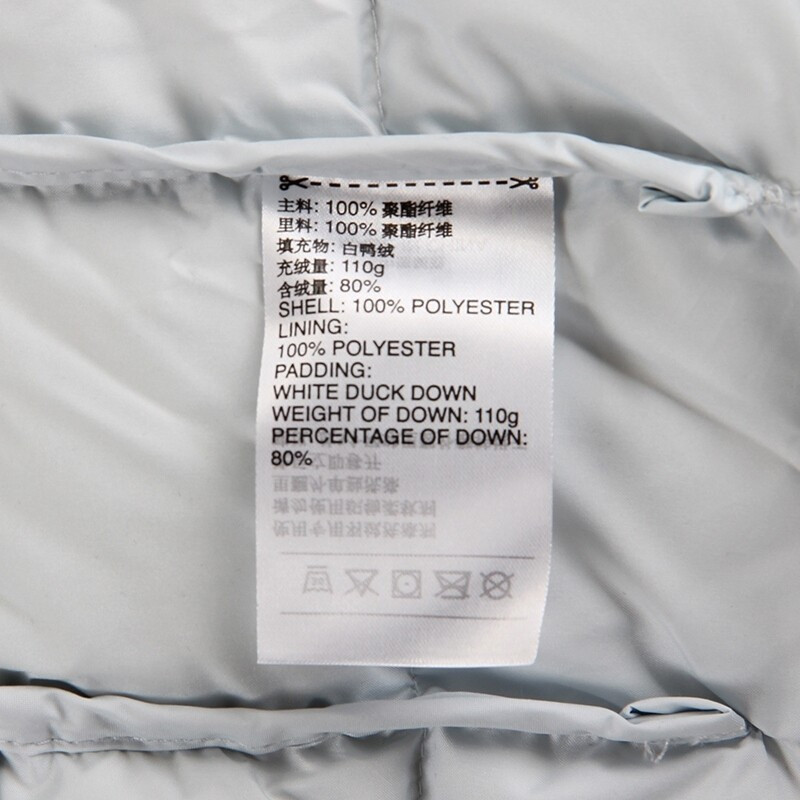 主料: 100% 聚酯纤维
里料: 100% 聚酯纤维
填充物: 白鸭绒
充绒量: 110g
含绒量: 80%
SHELL: 100% POLYESTER
LINING:
100% POLYESTER
PADDING:
WHITE DUCK DOWN
WEIGHT OF DOWN: 110g
PERCENTAGE OF DOWN:
80%